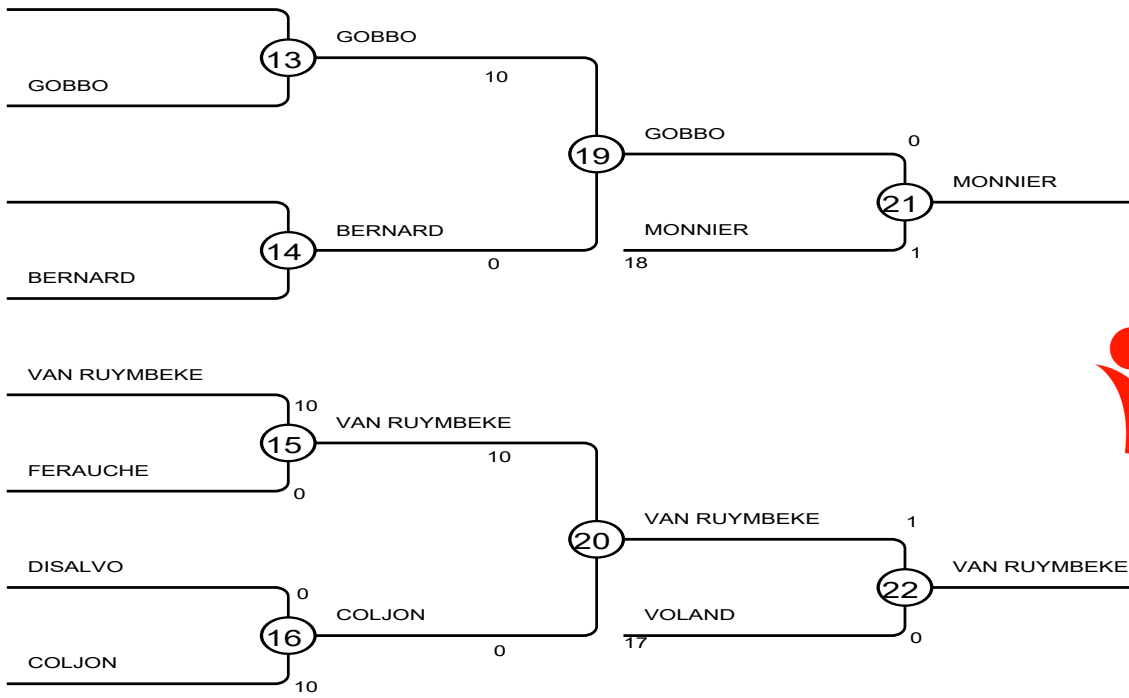 GOBBO
13
GOBBO
10
BERNARD
14
BERNARD
0
19
GOBBO
0
MONNIER
18
1
21
MONNIER
VAN RUYMBEKE
10
15
FERAUCHE
0
VAN RUYMBEKE
10
DISALVO
0
16
COLJON
10
COLJON
0
20
VAN RUYMBEKE
1
VOLAND
17
0
22
VAN RUYMBEKE